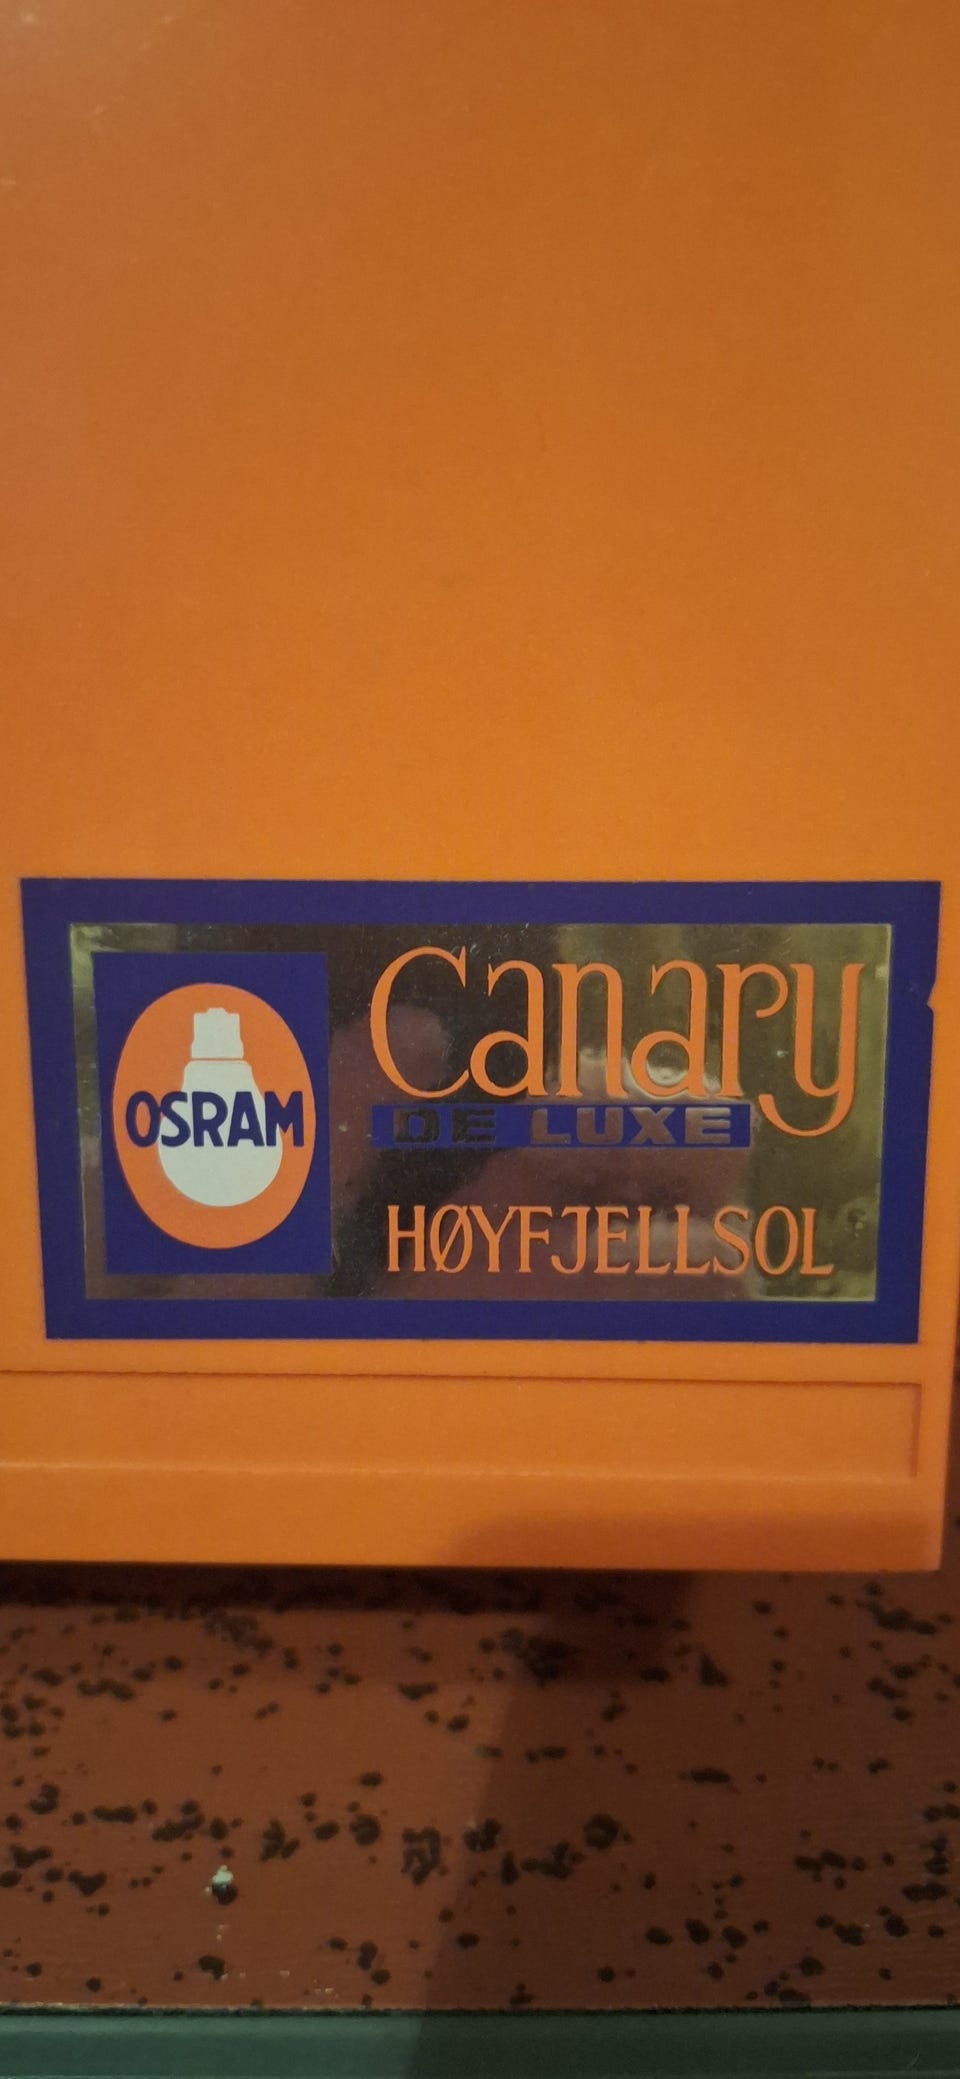 OSRAM
Canary
DE LUXE
HØYFJELLSOL